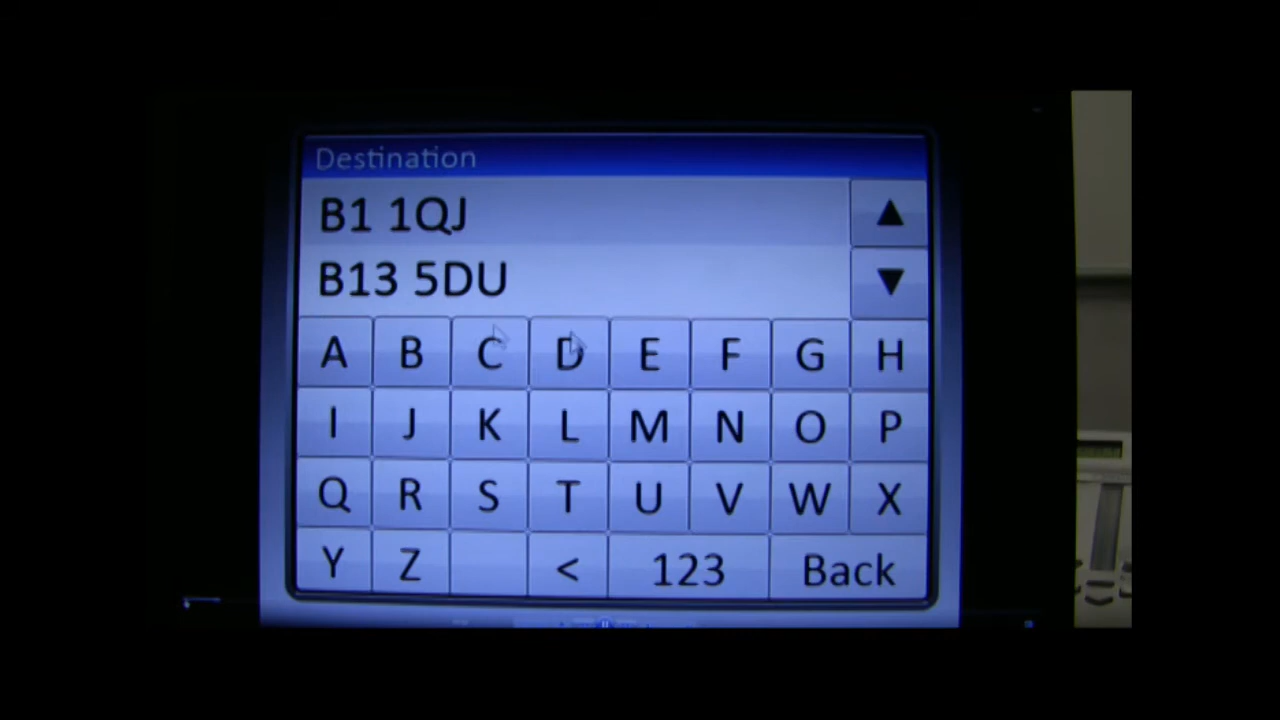 Destination
B1 1QJ
▲
B13 5DU
▼
A B C D E F G H
I J K L M N O P
Q R S T U V W X
Y Z < 123 Back